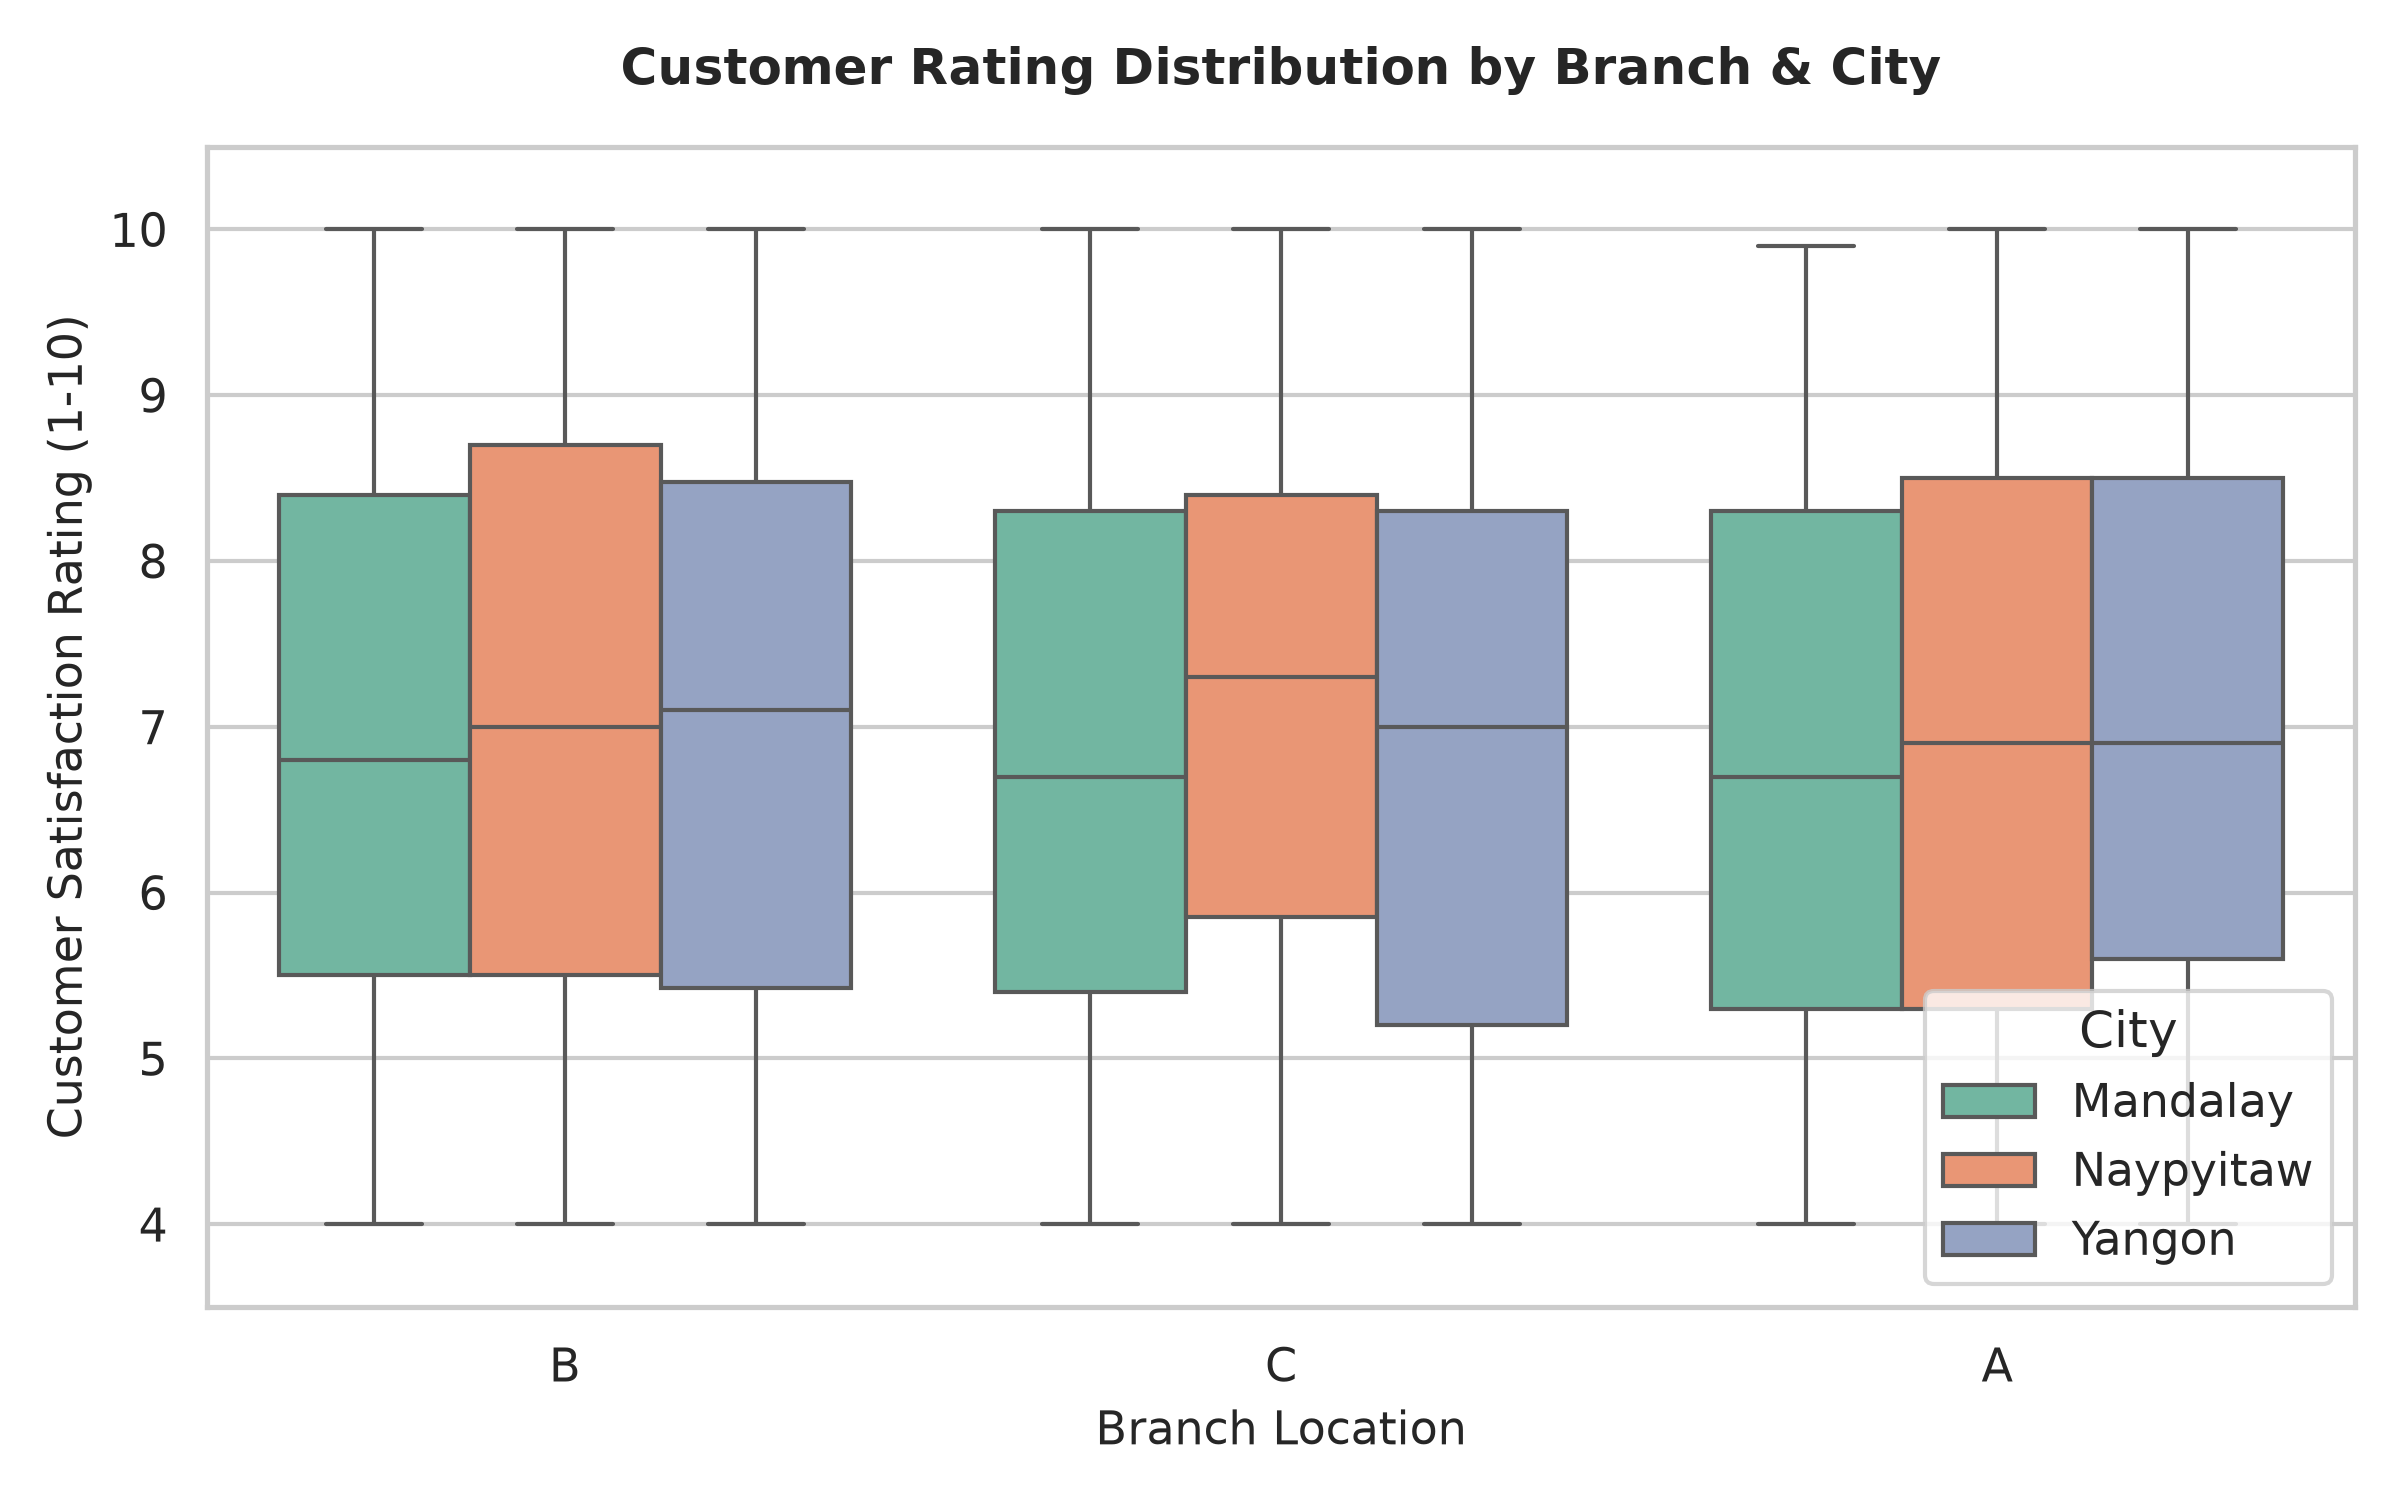 Customer Rating Distribution by Branch & City
Customer Satisfaction Rating (1-10)
10
9
8
7
6
5
4
B
C
A
Branch Location
City
Mandalay
Naypyitaw
Yangon